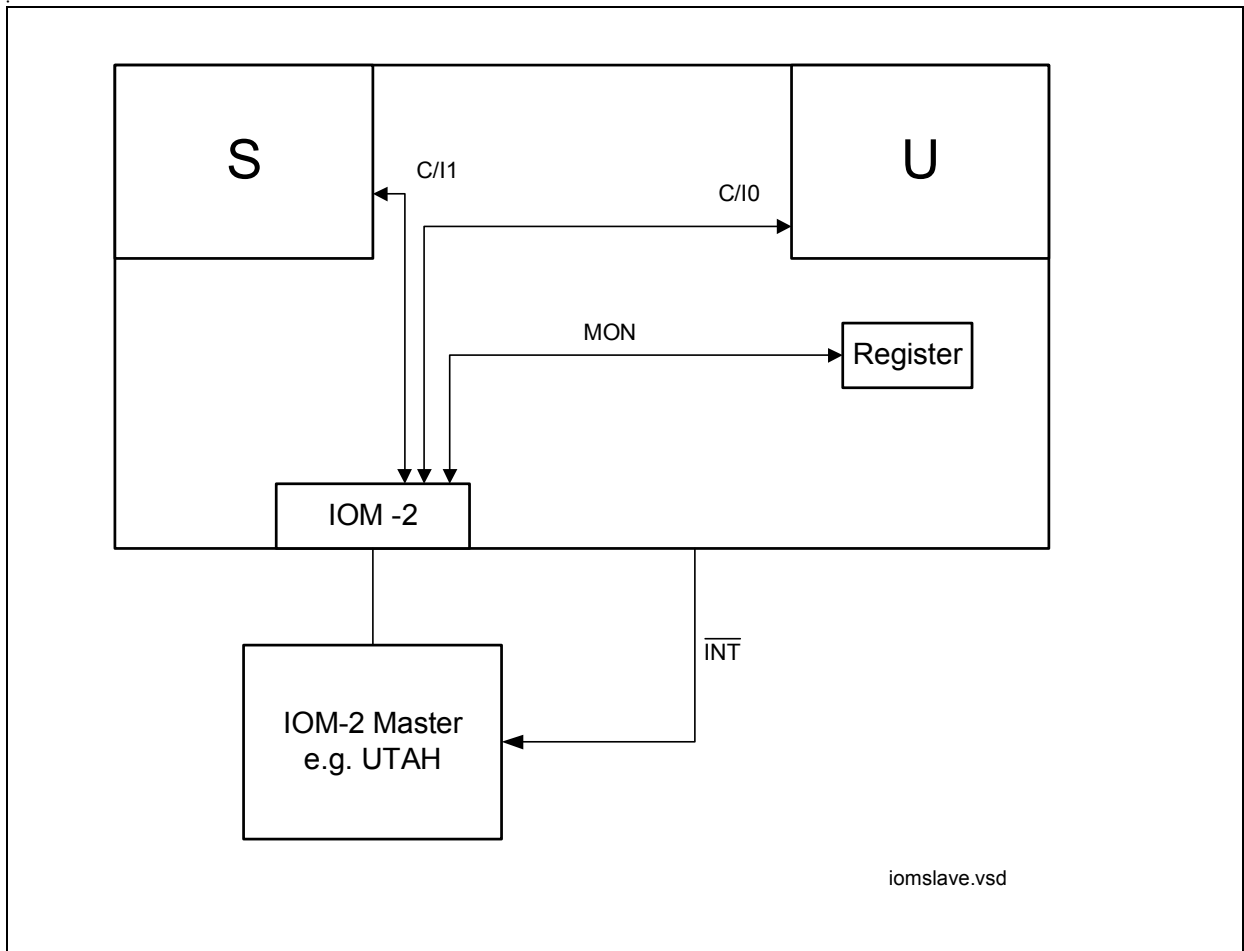 S
U
C/I1
C/I0
MON
Register
IOM -2
INT
IOM-2 Master
e.g. UTAH
iomslave.vsd